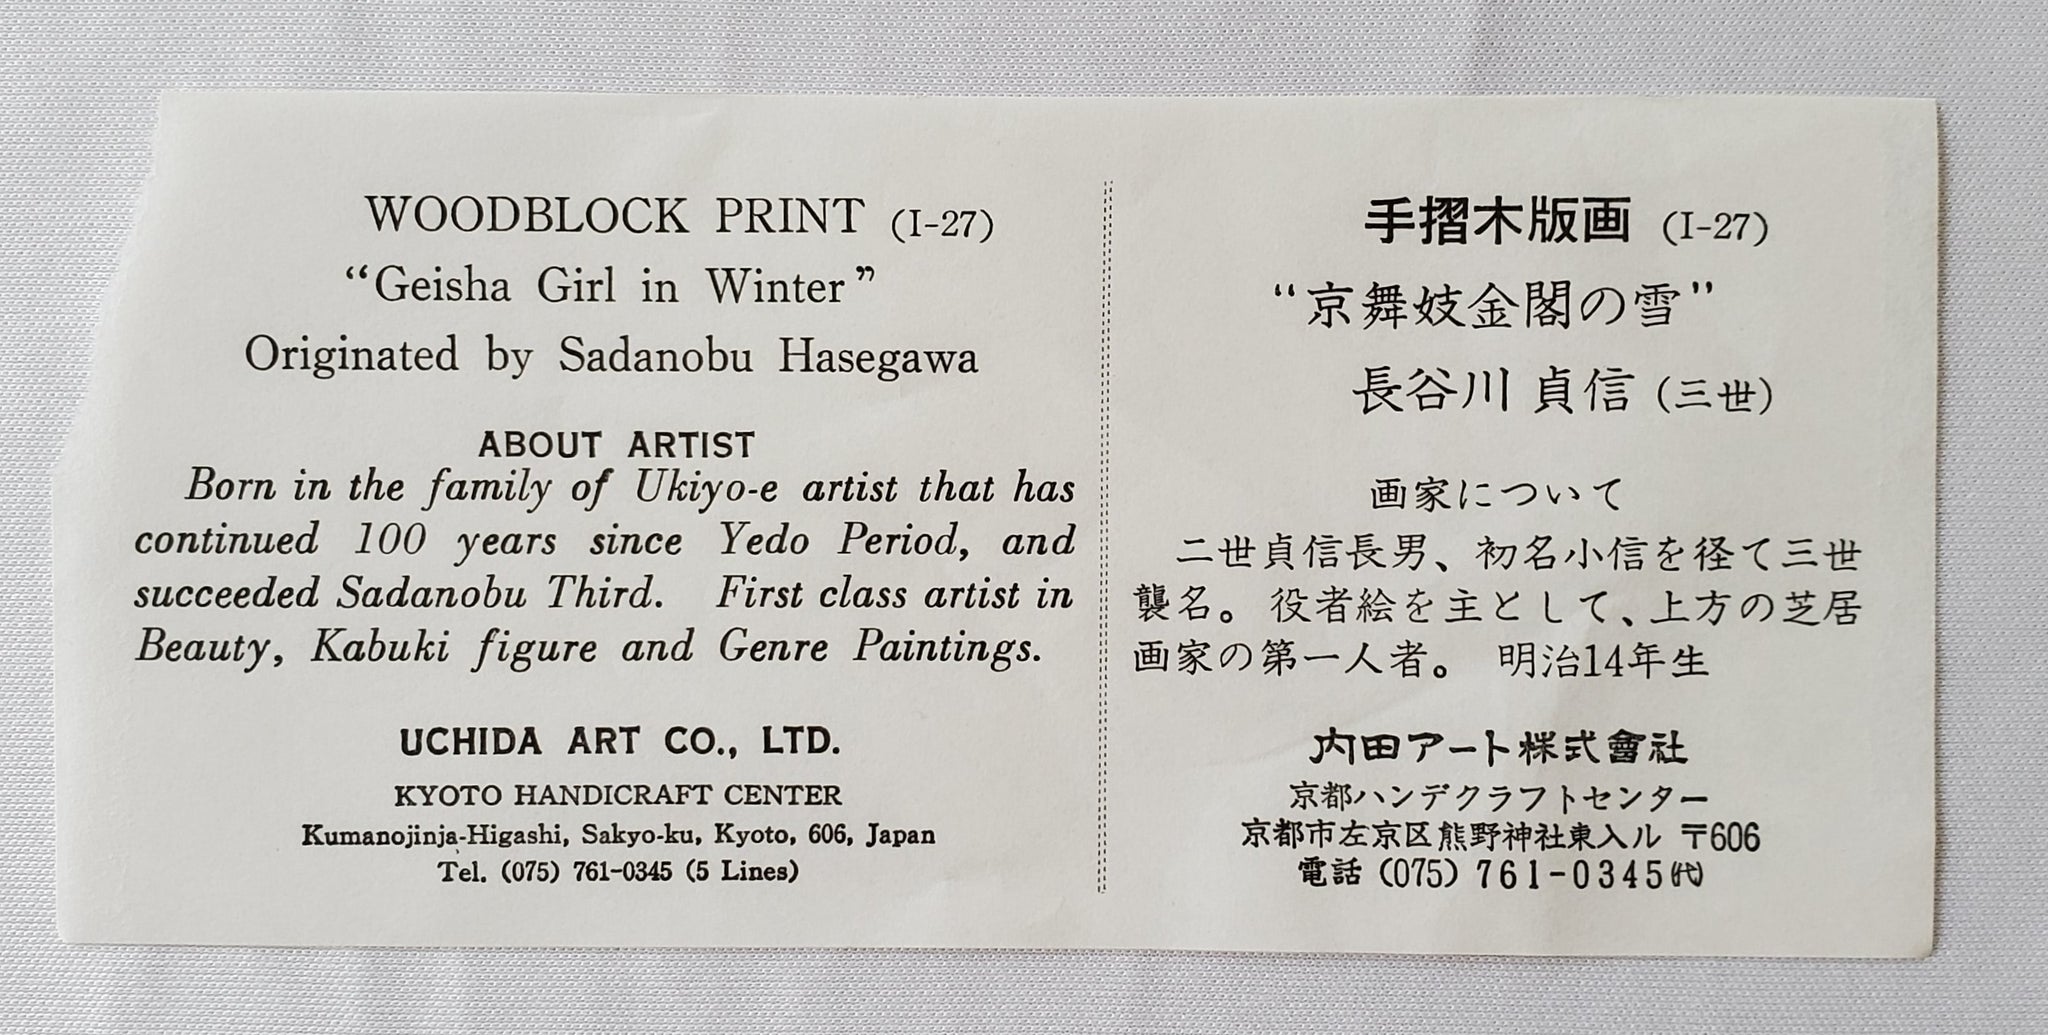 WOODBLOCK PRINT (I-27)
“Geisha Girl in Winter”
Originated by Sadanobu Hasegawa
ABOUT ARTIST
Born in the family of Ukiyo-e artist that has
continued 100 years since Yedo Period, and
succeeded Sadanobu Third. First class artist in
Beauty, Kabuki figure and Genre Paintings.
UCHIDA ART CO., LTD.
KYOTO HANDICRAFT CENTER
Kumanojinja-Higashi, Sakyo-ku, Kyoto, 606, Japan
Tel. (075) 761-0345 (5 Lines)
手摺木版画 (I-27)
“京舞妓金閣の雪”
長谷川 貞信 (三世)
画家について
二世貞信長男、初名小信を径て三世
襲名。役者絵を主として、上方の芝居
画家の第一人者。 明治14年生
内田アート株式會社
京都ハンデクラフトセンター
京都市左京区熊野神社東入ル 〒606
電話 (075) 761-0345㈹